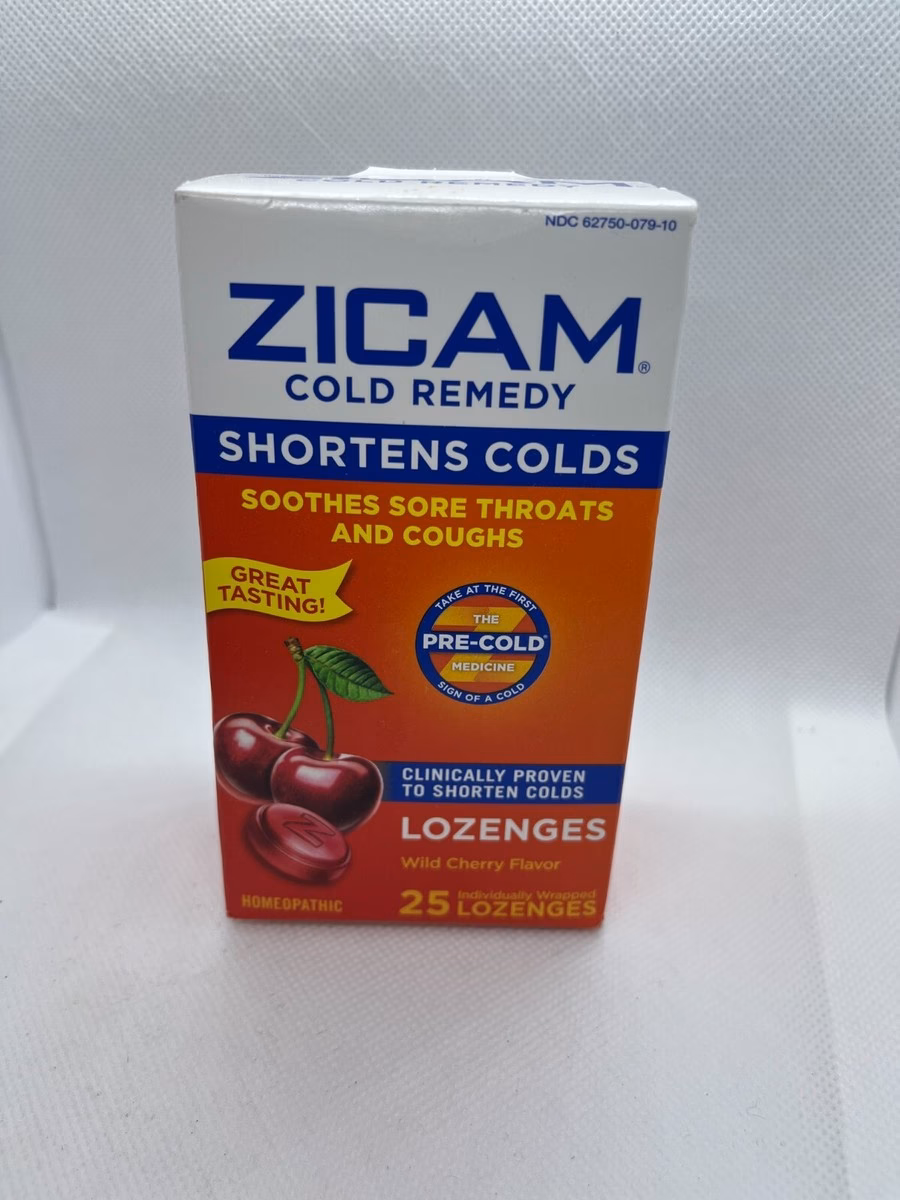 COLD REMEDY
NDC 62750-079-10
ZICAM®
COLD REMEDY
SHORTENS COLDS
SOOTHES SORE THROATS
AND COUGHS
GREAT
TASTING!
TAKE AT THE FIRST
THE
PRE-COLD®
MEDICINE
SIGN OF A COLD
CLINICALLY PROVEN
TO SHORTEN COLDS
LOZENGES
Wild Cherry Flavor
HOMEOPATHIC
25 Individually Wrapped
LOZENGES
Z